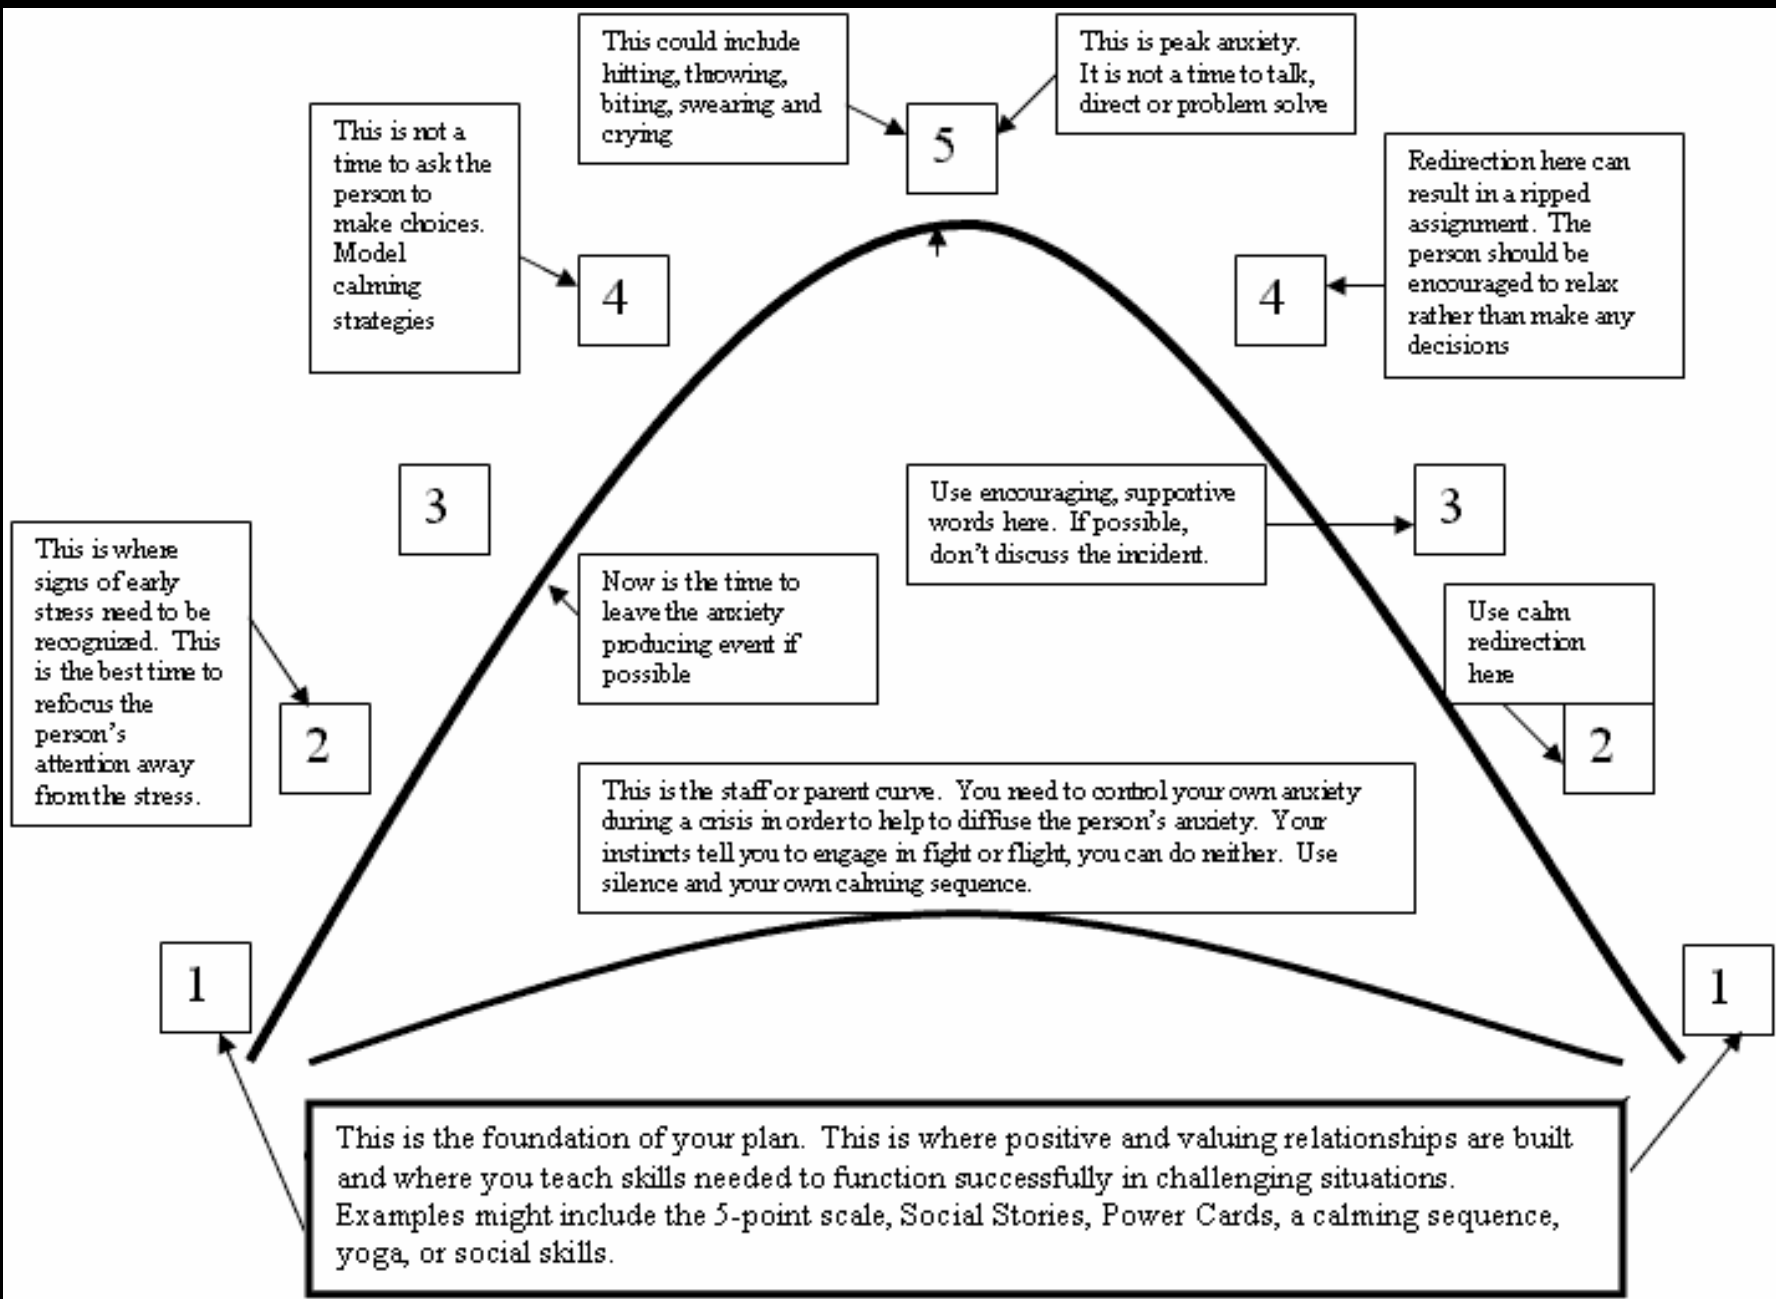 This could include
hitting, throwing,
biting, swearing and
crying
This is peak anxiety.
It is not a time to talk,
direct or problem solve
5
This is not a
time to ask the
person to
make choices.
Model
calming
strategies
4
4
Redirection here can
result in a ripped
assignment. The
person should be
encouraged to relax
rather than make any
decisions
3
Use encouraging, supportive
words here. If possible,
don't discuss the incident.
3
This is where
signs of early
stress need to be
recognized. This
is the best time to
refocus the
person's
attention away
from the stress.
Now is the time to
leave the anxiety
producing event if
possible
Use calm
redirection
here
2
2
This is the staff or parent curve. You need to control your own anxiety
during a crisis in order to help to diffuse the person's anxiety. Your
instincts tell you to engage in fight or flight, you can do neither. Use
silence and your own calming sequence.
1
1
This is the foundation of your plan. This is where positive and valuing relationships are built
and where you teach skills needed to function successfully in challenging situations.
Examples might include the 5-point scale, Social Stories, Power Cards, a calming sequence,
yoga, or social skills.